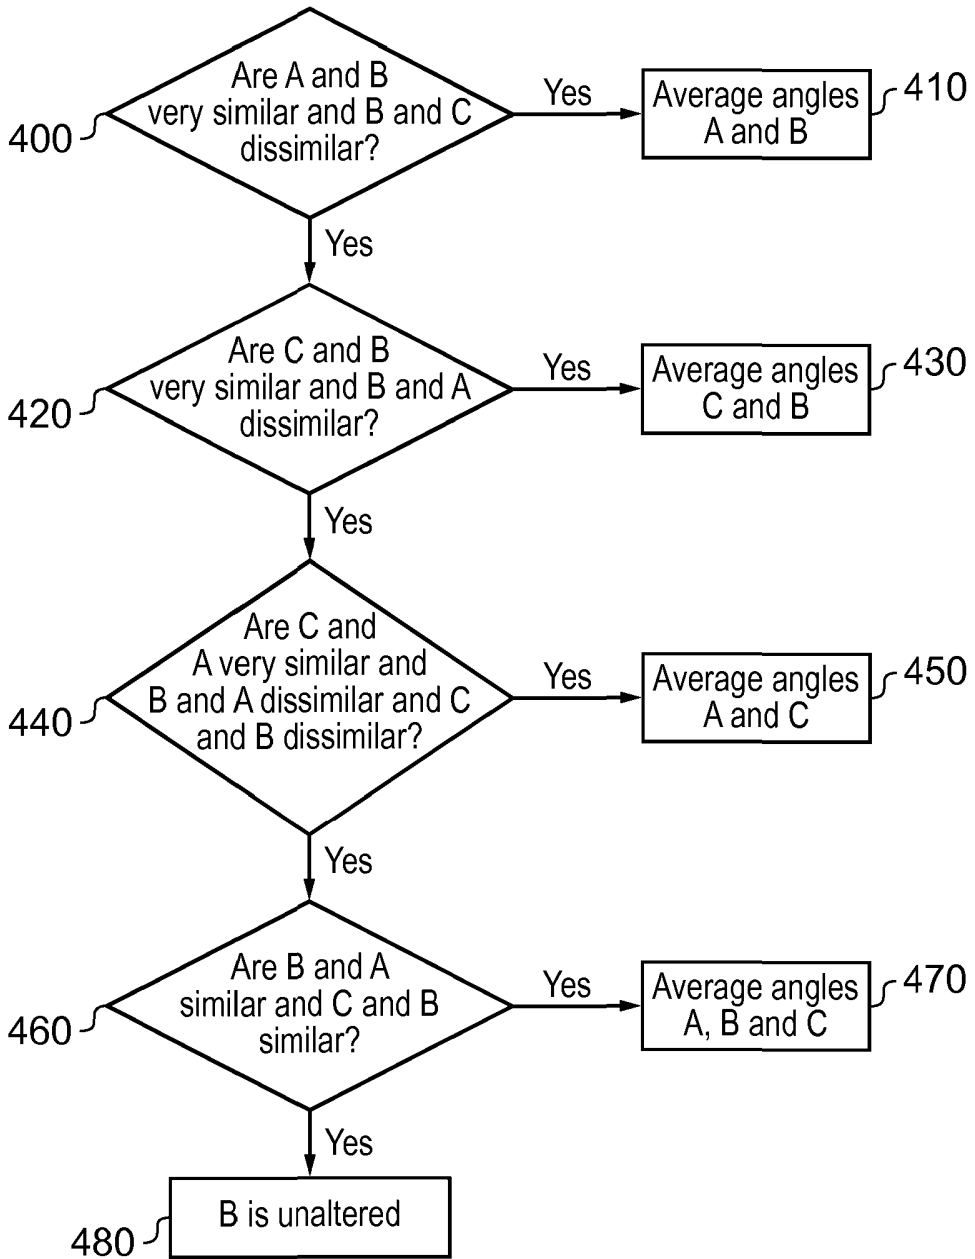 Are A and B
very similar and B and C
dissimilar?
400
Yes
Average angles
A and B
410
Yes
Are C and B
very similar and B and A
dissimilar?
420
Yes
Average angles
C and B
430
Yes
Are C and
A very similar and
B and A dissimilar and C
and B dissimilar?
440
Yes
Average angles
A and C
450
Yes
Are B and A
similar and C and B
similar?
460
Yes
Average angles
A, B and C
470
Yes
B is unaltered
480